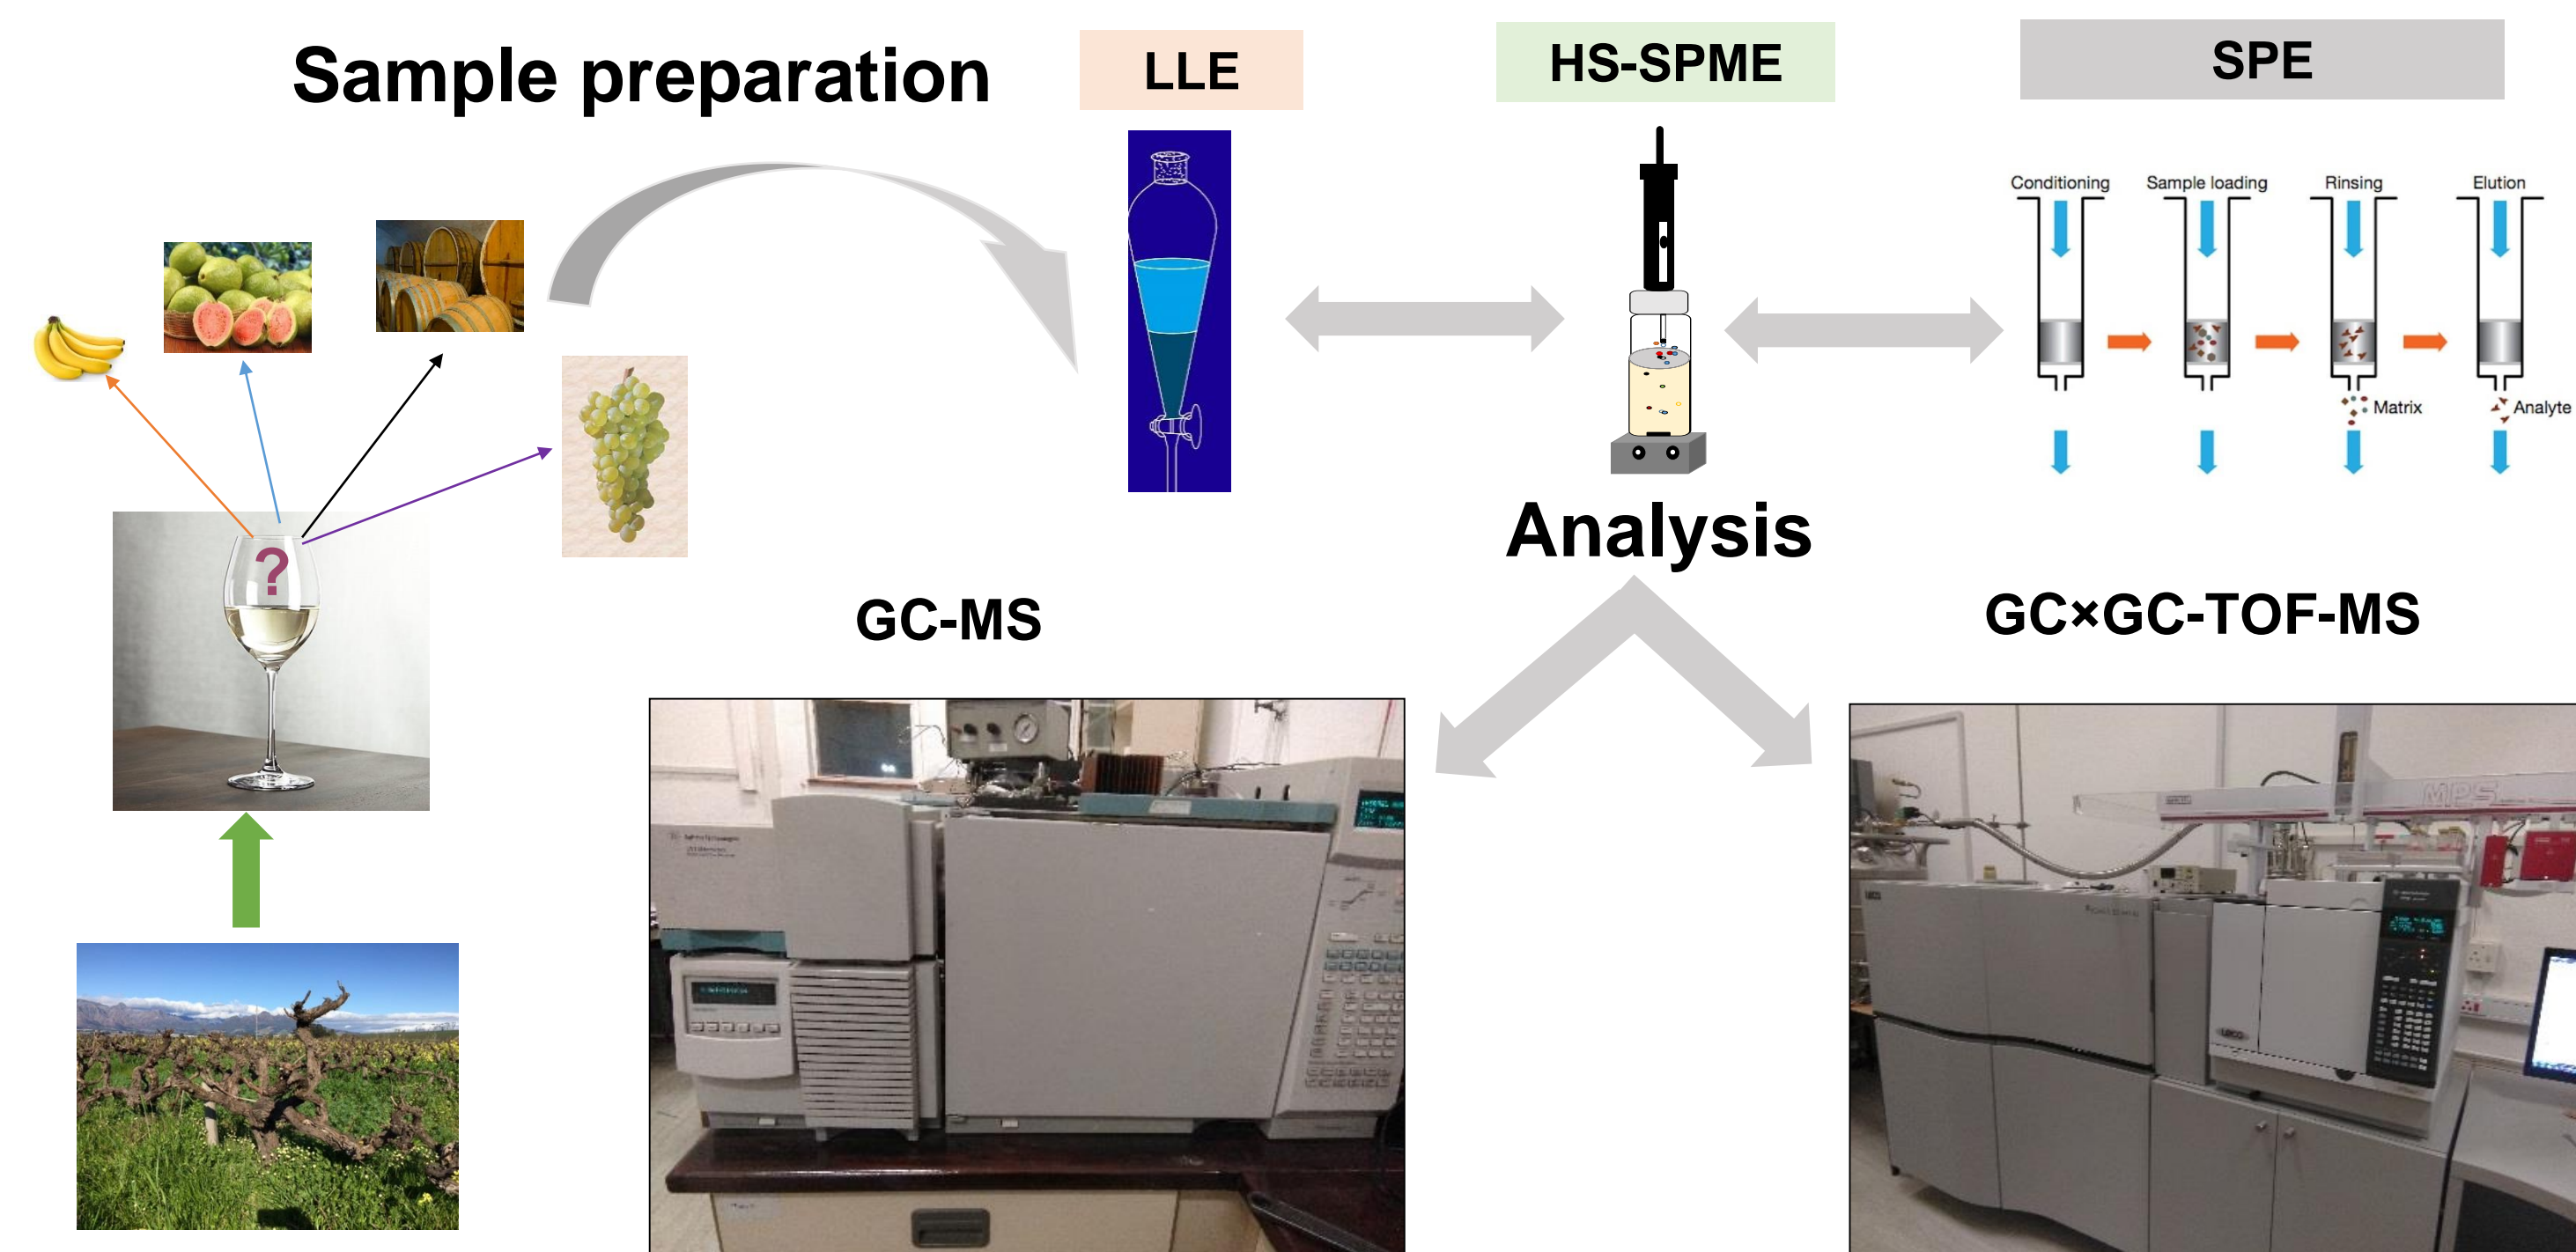 Sample preparation
LLE
HS-SPME
SPE
Conditioning
Sample loading
Rinsing
Elution
Matrix
Analyte
?
Analysis
GC-MS
GC×GC-TOF-MS
MPS